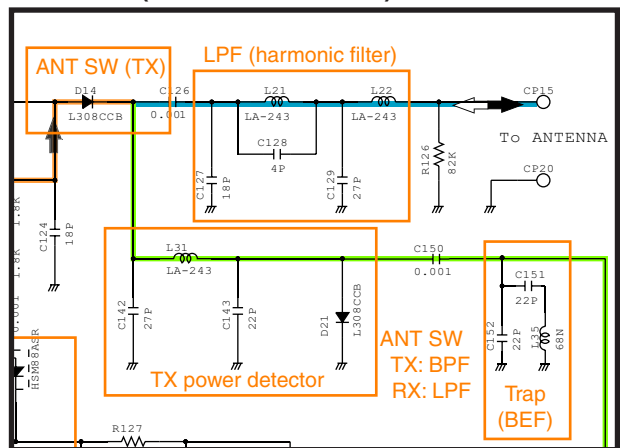 LPF (harmonic filter)
ANT SW (TX)
D14
L308CCB
C126
0.001
L21
LA-243
L22
LA-243
CP15
To ANTENNA
C128
4P
C127
18P
C129
27P
R126
82K
CP20
1.8K
1.8K
0.001
C124
18P
L31
LA-243
C150
0.001
C142
27P
C143
22P
D21
L308CCB
C151
22P
C152
22P
L35
68N
ANT SW
TX: BPF
RX: LPF
TX power detector
Trap
(BEF)
HSM88ASR
R127